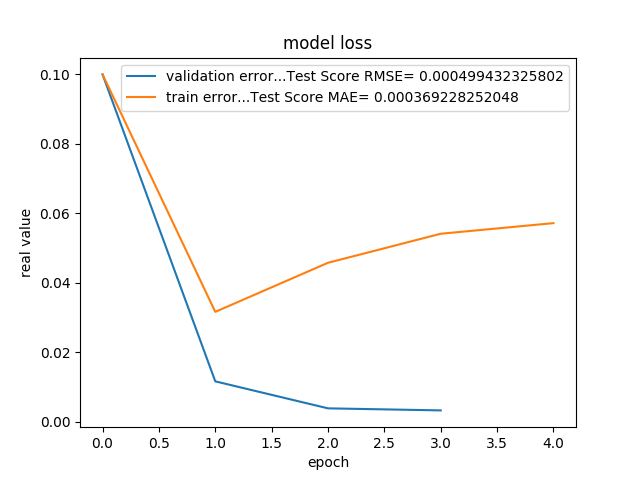 model loss
validation error...Test Score RMSE= 0.000499432325802
train error...Test Score MAE= 0.000369228252048
real value
0.10
0.08
0.06
0.04
0.02
0.00
0.0 0.5 1.0 1.5 2.0 2.5 3.0 3.5 4.0
epoch